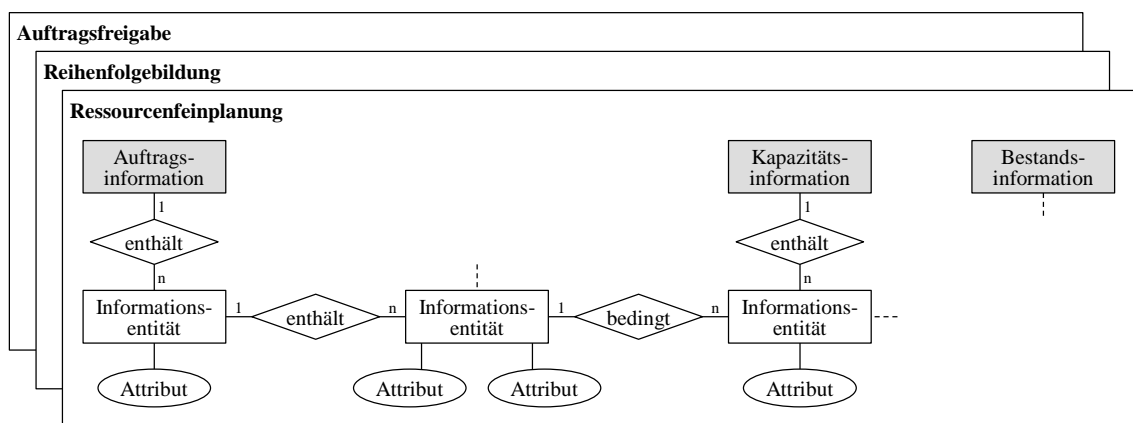 Auftragsfreigabe
Reihenfolgebildung
Ressourcenfeinplanung
Auftrags-
information
Kapazitäts-
information
Bestands-
information
1
1
enthält
enthält
n
n
Informations-
entität
1
enthält
n
Informations-
entität
1
bedingt
n
Informations-
entität
Attribut
Attribut
Attribut
Attribut